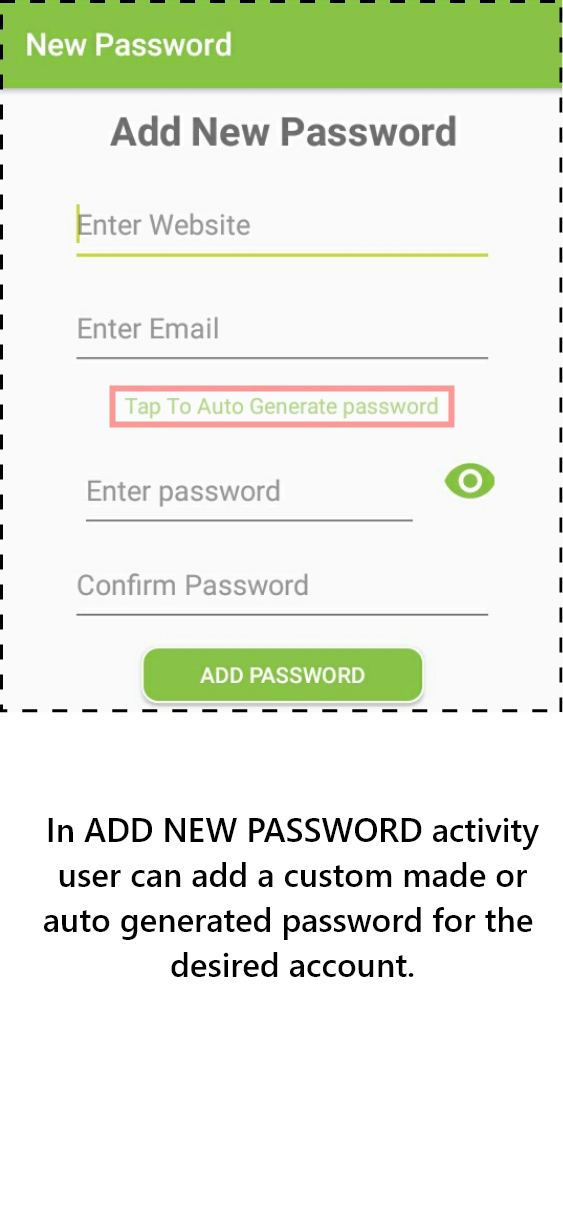 New Password
Add New Password
Enter Website
Enter Email
Tap To Auto Generate password
Enter password
Confirm Password
ADD PASSWORD
In ADD NEW PASSWORD activity
user can add a custom made or
auto generated password for the
desired account.